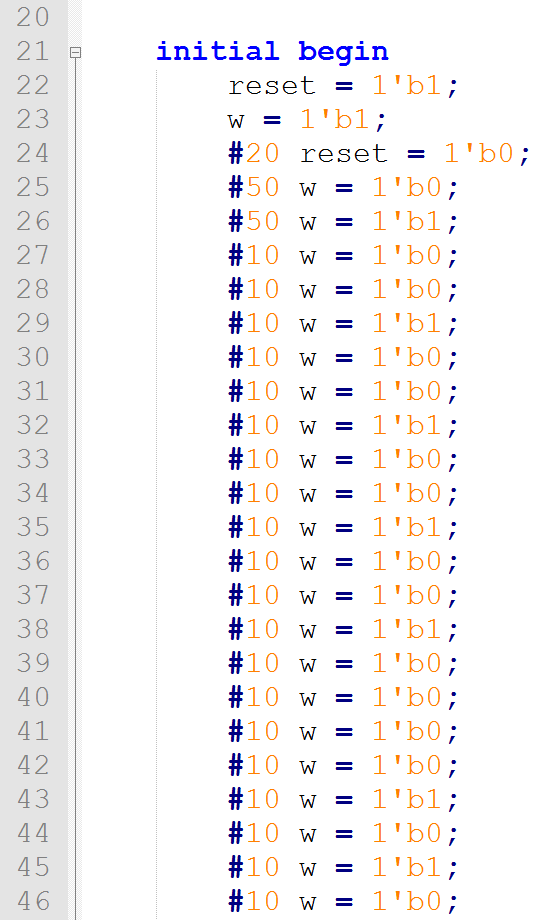 20
21 initial begin
22 reset = 1'b1;
23 w = 1'b1;
24 #20 reset = 1'b0;
25 #50 w = 1'b0;
26 #50 w = 1'b1;
27 #10 w = 1'b0;
28 #10 w = 1'b0;
29 #10 w = 1'b1;
30 #10 w = 1'b0;
31 #10 w = 1'b0;
32 #10 w = 1'b1;
33 #10 w = 1'b0;
34 #10 w = 1'b0;
35 #10 w = 1'b1;
36 #10 w = 1'b0;
37 #10 w = 1'b0;
38 #10 w = 1'b1;
39 #10 w = 1'b0;
40 #10 w = 1'b0;
41 #10 w = 1'b0;
42 #10 w = 1'b0;
43 #10 w = 1'b1;
44 #10 w = 1'b0;
45 #10 w = 1'b1;
46 #10 w = 1'b0;